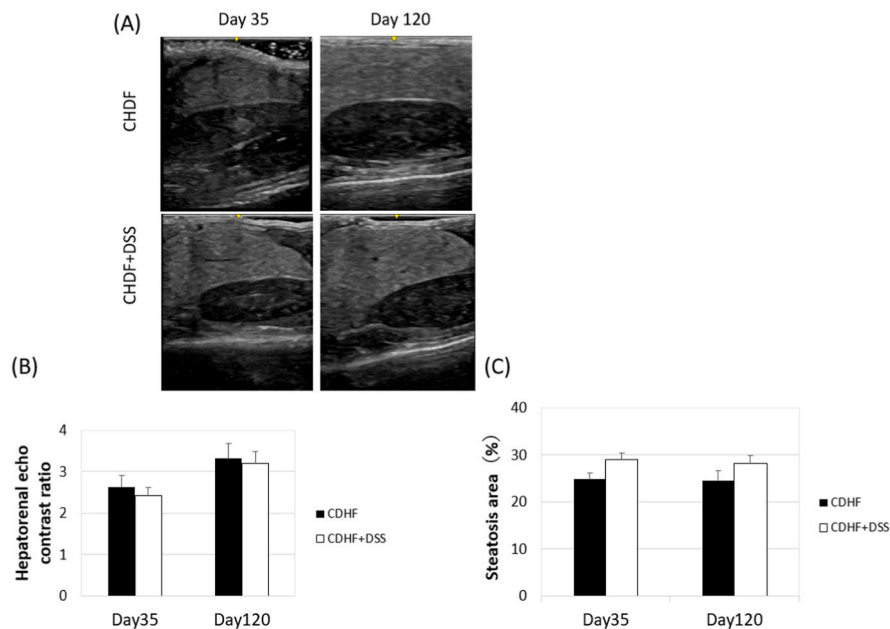 (A)
Day 35
Day 120
CHDF
CHDF+DSS
(B)
Hepatorenal echo
contrast ratio
4
3
2
1
0
Day35
Day120
CDHF
CDHF+DSS
(C)
Steatosis area (%)
40
30
20
10
0
Day35
Day120
CDHF
CDHF+DSS